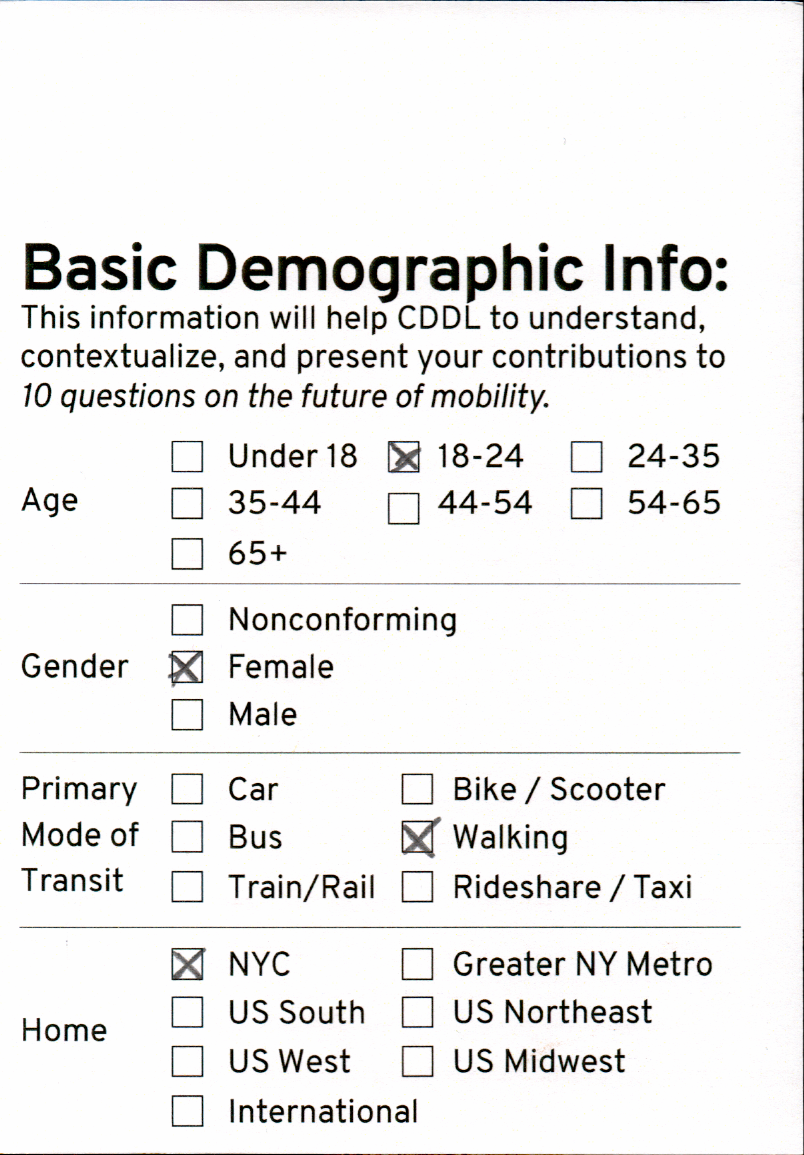 Basic Demographic Info:
This information will help CDDL to understand,
contextualize, and present your contributions to
10 questions on the future of mobility.
Age
☐ Under 18 ☒ 18-24 ☐ 24-35
☐ 35-44 ☐ 44-54 ☐ 54-65
☐ 65+
Gender
☐ Nonconforming
☒ Female
☐ Male
Primary
Mode of
Transit
☐ Car ☐ Bike / Scooter
☐ Bus ☒ Walking
☐ Train/Rail ☐ Rideshare / Taxi
Home
☒ NYC ☐ Greater NY Metro
☐ US South ☐ US Northeast
☐ US West ☐ US Midwest
☐ International